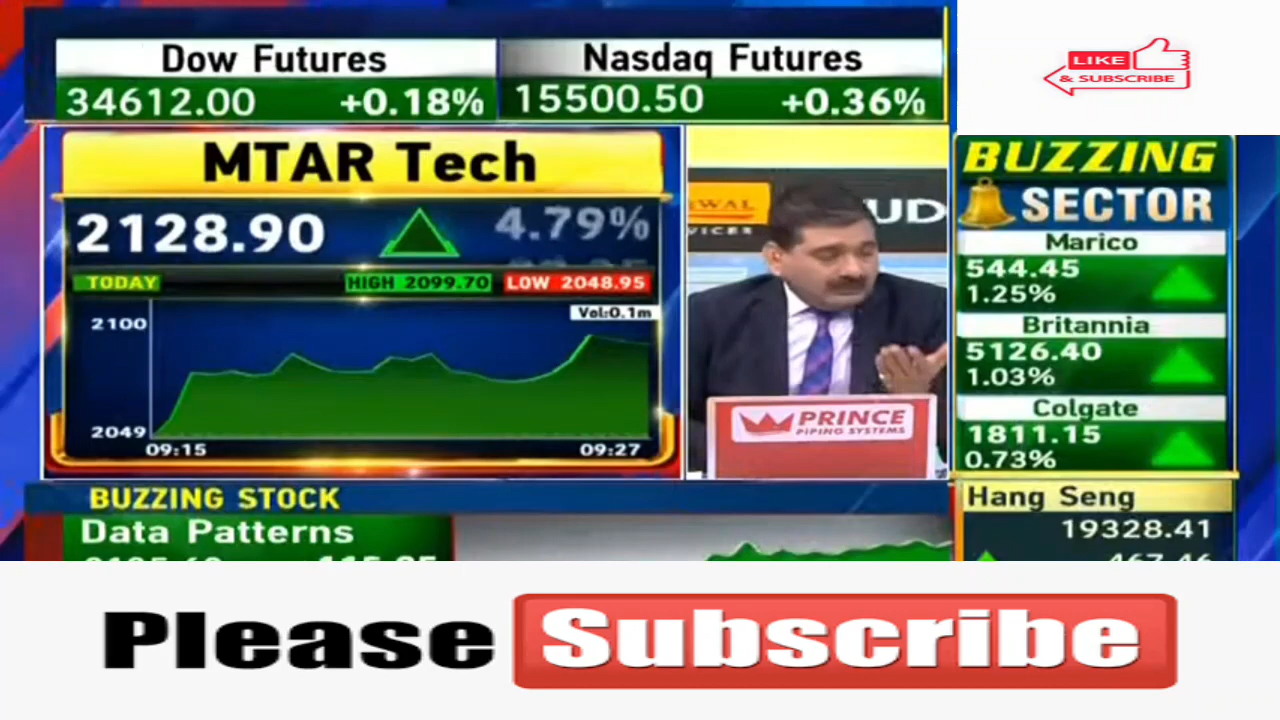 Dow Futures
34612.00 +0.18%
Nasdaq Futures
15500.50 +0.36%
LIKE
& SUBSCRIBE
MTAR Tech
2128.90 4.79%
TODAY HIGH 2099.70 LOW 2048.95
Vol:0.1m
2100
2049
09:15 09:27
PRINCE
PIPING SYSTEMS
BUZZING
SECTOR
Marico
544.45
1.25%
Britannia
5126.40
1.03%
Colgate
1811.15
0.73%
Hang Seng
19328.41
467.46
BUZZING STOCK
Data Patterns
Please Subscribe